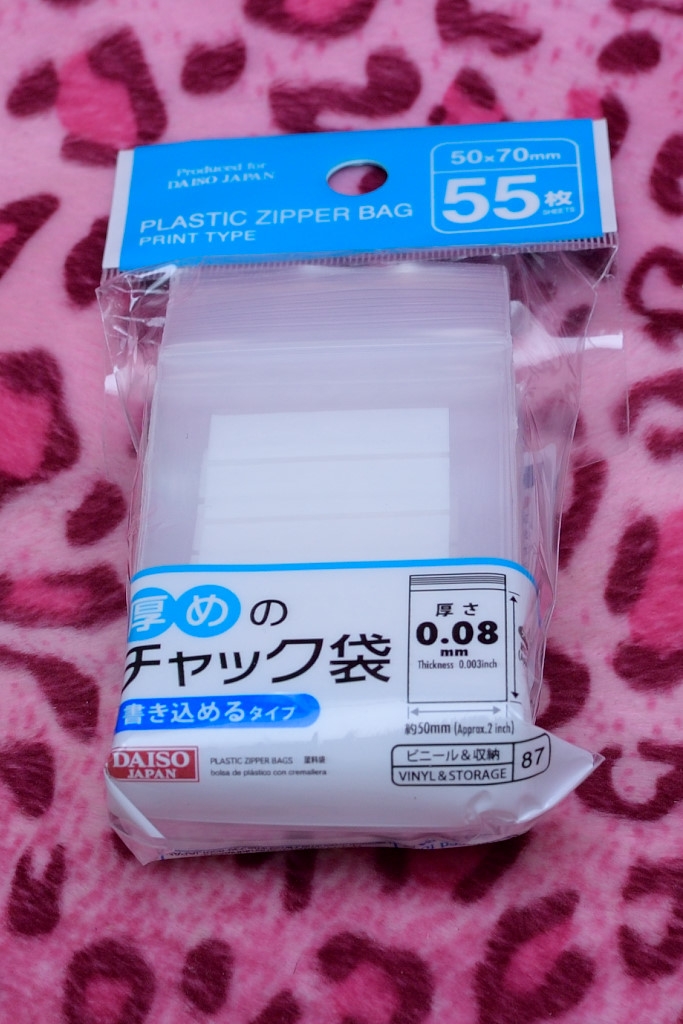 Produced for
DAISO JAPAN
PLASTIC ZIPPER BAG
PRINT TYPE
50×70mm
55枚
SHEETS
厚めの
チャック袋
書き込めるタイプ
厚さ
0.08
mm
Thickness 0.003inch
約50mm (Approx.2 inch)
DAISO
JAPAN
PLASTIC ZIPPER BAGS 塑料袋
bolsa de plástico con cremallera
ビニール&収納
VINYL&STORAGE
87